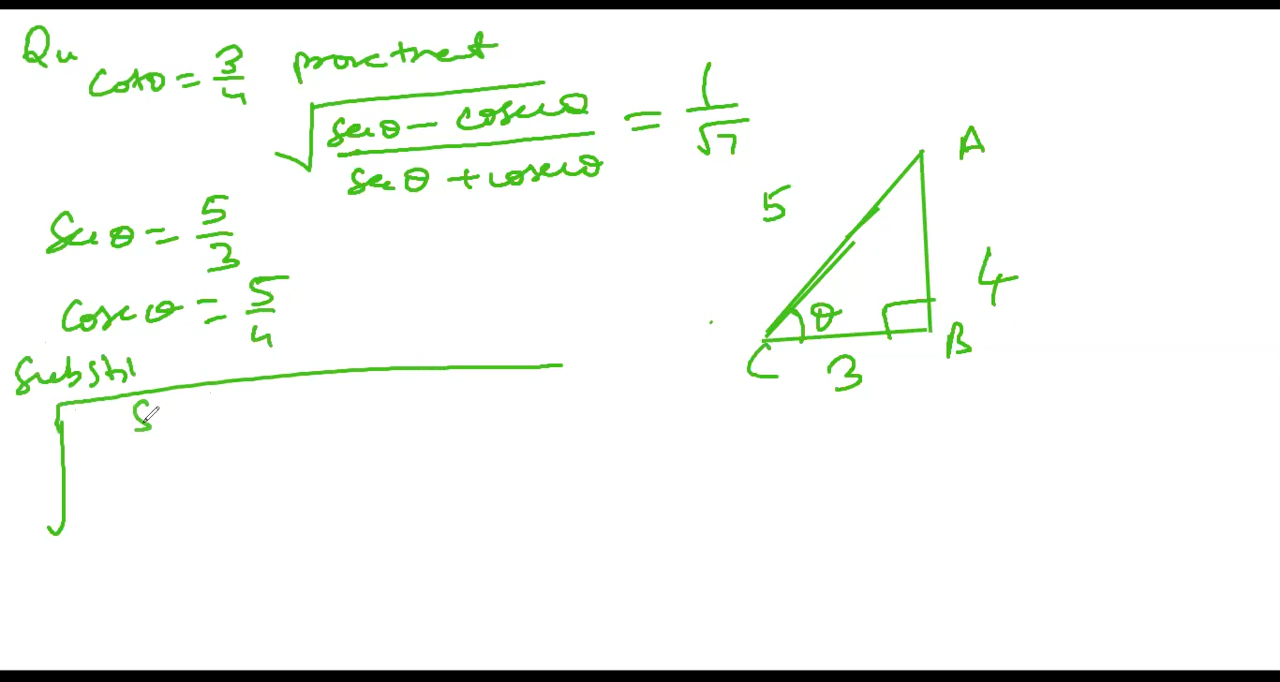 Qu cotθ = 3/4 prove that
√((secθ − cosecθ)/(secθ + cosecθ)) = 1/√7
secθ = 5/3
cosecθ = 5/4
substi
√ S
A
5
4
θ
C
3
B